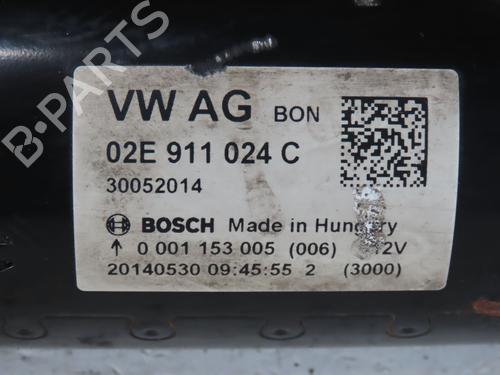 VW AG BON
02E 911 024 C
30052014
BOSCH Made in Hungary
↑ 0 001 153 005 (006) 12V
20140530 09:45:55 2 (3000)
B-PARTS